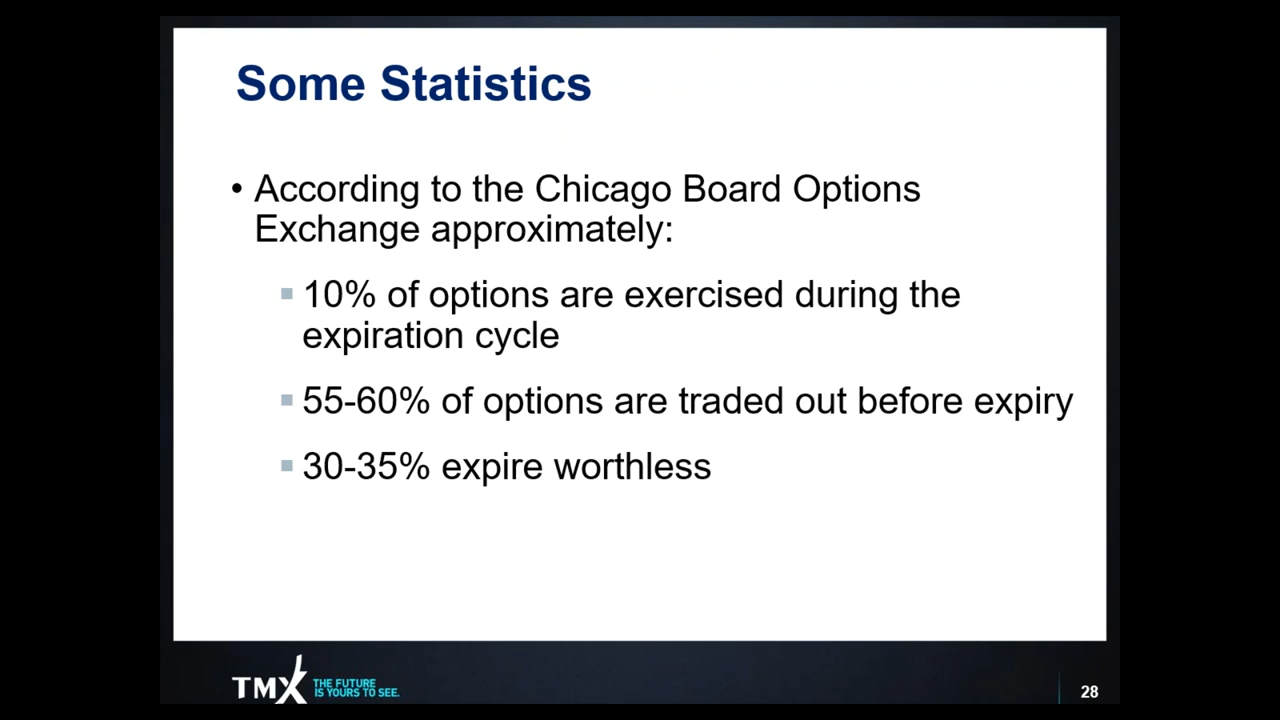 Some Statistics
• According to the Chicago Board Options
Exchange approximately:
▪ 10% of options are exercised during the
expiration cycle
▪ 55-60% of options are traded out before expiry
▪ 30-35% expire worthless
TMX THE FUTURE
IS YOURS TO SEE.
28